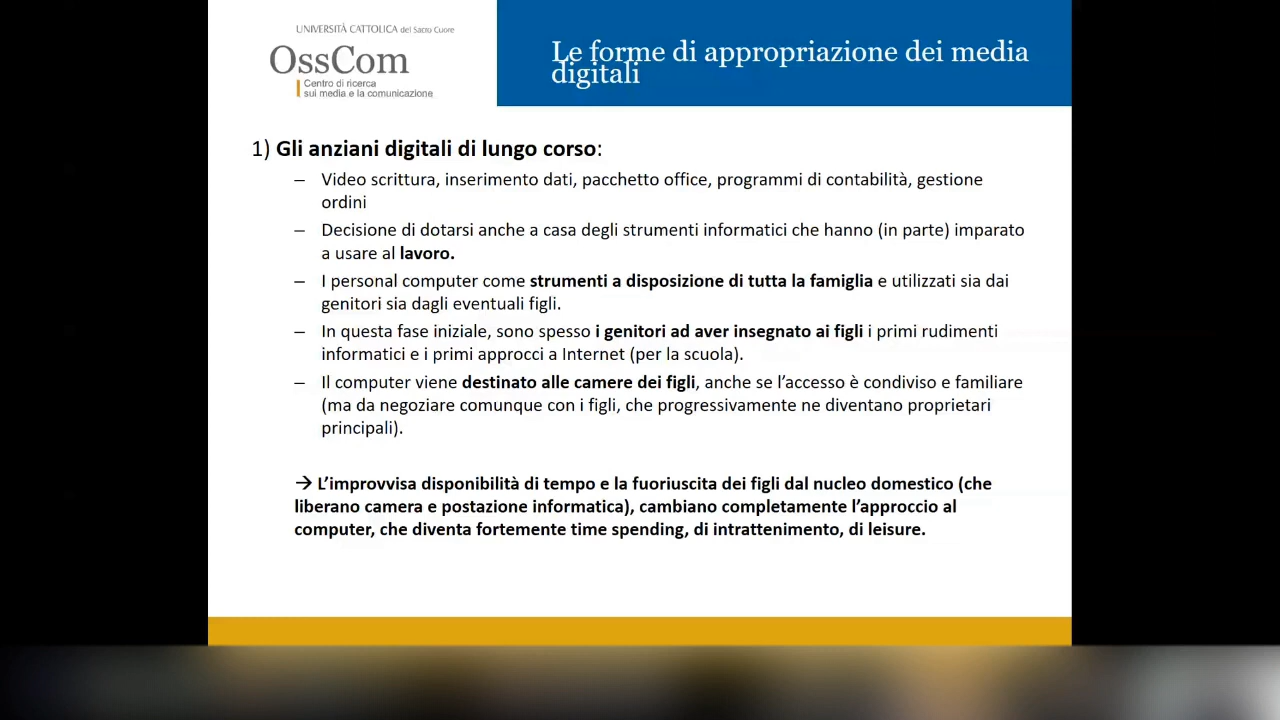 UNIVERSITÀ CATTOLICA del Sacro Cuore
OssCom
Centro di ricerca
sui media e la comunicazione
Le forme di appropriazione dei media
digitali
1) Gli anziani digitali di lungo corso:
– Video scrittura, inserimento dati, pacchetto office, programmi di contabilità, gestione
ordini
– Decisione di dotarsi anche a casa degli strumenti informatici che hanno (in parte) imparato
a usare al lavoro.
– I personal computer come strumenti a disposizione di tutta la famiglia e utilizzati sia dai
genitori sia dagli eventuali figli.
– In questa fase iniziale, sono spesso i genitori ad aver insegnato ai figli i primi rudimenti
informatici e i primi approcci a Internet (per la scuola).
– Il computer viene destinato alle camere dei figli, anche se l’accesso è condiviso e familiare
(ma da negoziare comunque con i figli, che progressivamente ne diventano proprietari
principali).
→ L’improvvisa disponibilità di tempo e la fuoriuscita dei figli dal nucleo domestico (che
liberano camera e postazione informatica), cambiano completamente l’approccio al
computer, che diventa fortemente time spending, di intrattenimento, di leisure.